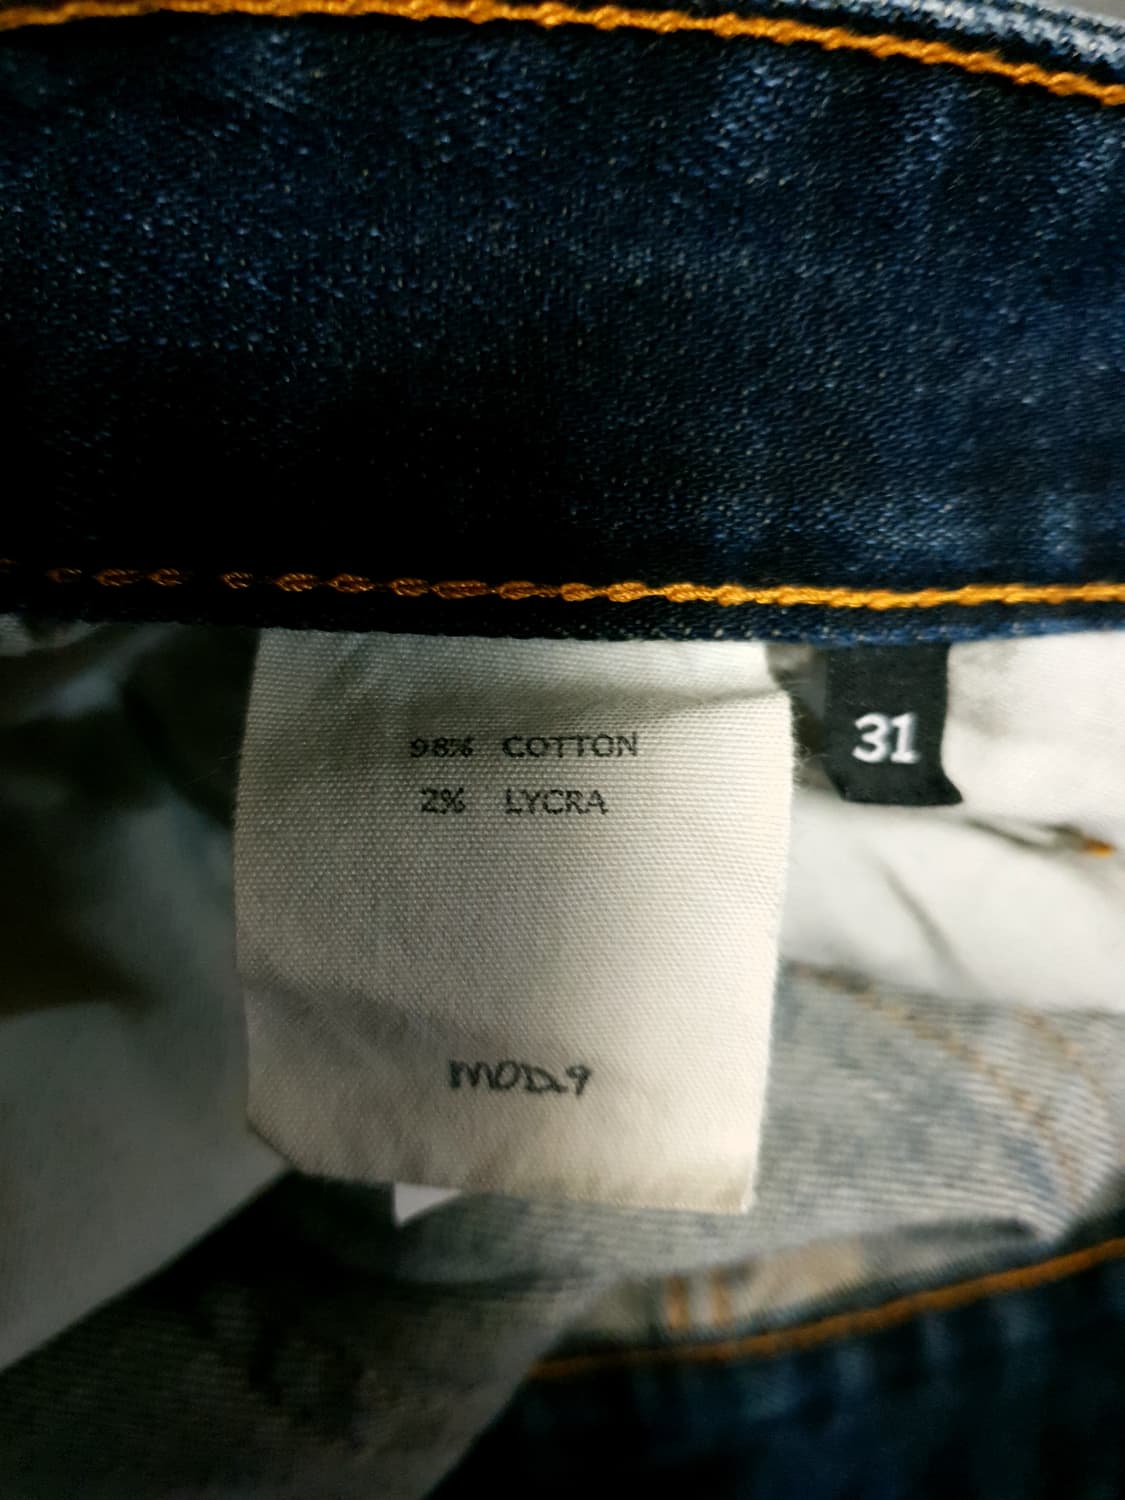 98% COTTON
2% LYCRA
31
MOD.9